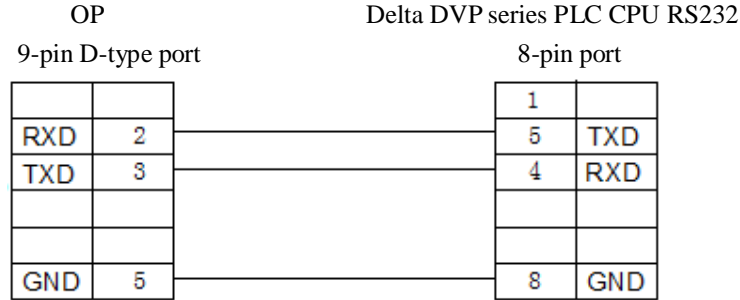 OP Delta DVP series PLC CPU RS232
9-pin D-type port 8-pin port
1
RXD 2 5 TXD
TXD 3 4 RXD
GND 5 8 GND